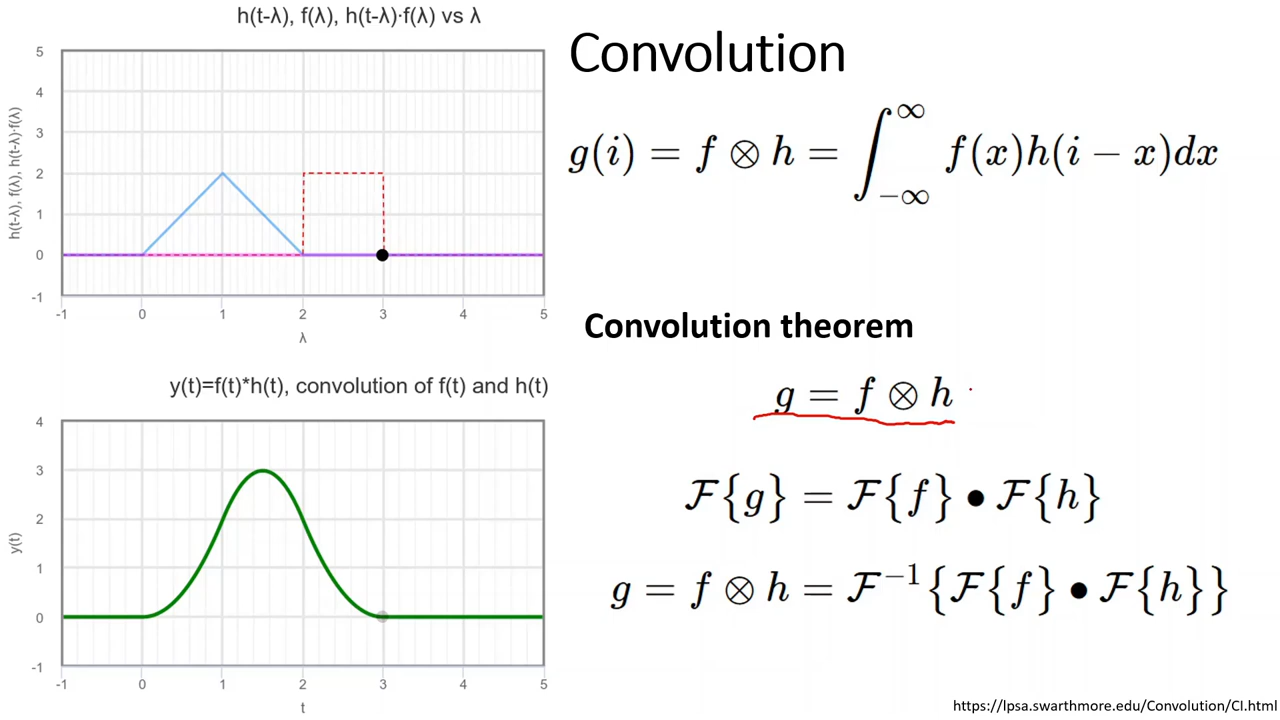 h(t-λ), f(λ), h(t-λ)·f(λ) vs λ
h(t-λ), f(λ), h(t-λ)·f(λ)
5
4
3
2
1
0
-1
-1 0 1 2 3 4 5
λ
y(t)=f(t)*h(t), convolution of f(t) and h(t)
y(t)
4
3
2
1
0
-1
-1 0 1 2 3 4 5
t
Convolution
g(i) = f ⊗ h = ∫_{-∞}^{∞} f(x)h(i − x)dx
Convolution theorem
g = f ⊗ h
ℱ{g} = ℱ{f} • ℱ{h}
g = f ⊗ h = ℱ⁻¹{ℱ{f} • ℱ{h}}
https://lpsa.swarthmore.edu/Convolution/CI.html